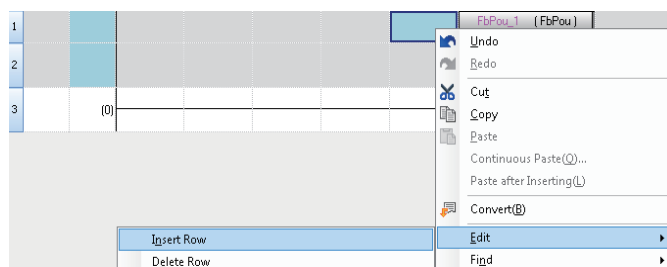 1
FbPou_1 (FbPou)
Undo
2
Redo
Cut
3
(0)
Copy
Paste
Continuous Paste(Q)...
Paste after Inserting(L)
Convert(B)
Insert Row
Edit
Delete Row
Find